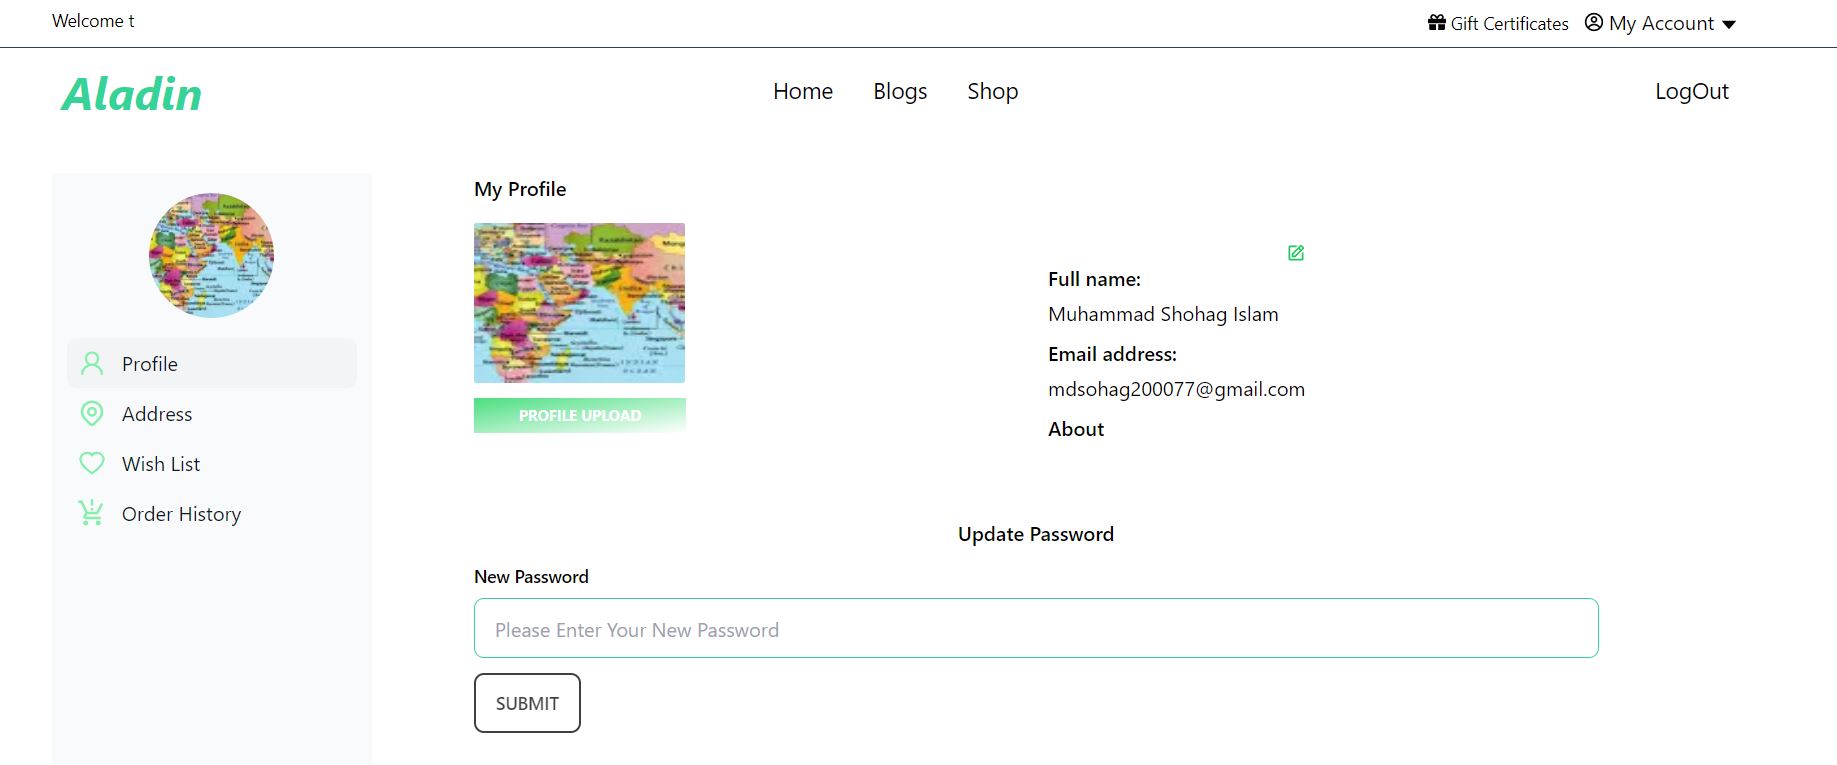 Welcome t
Gift Certificates
My Account
Aladin
Home
Blogs
Shop
LogOut
Profile
Address
Wish List
Order History
My Profile
PROFILE UPLOAD
Full name:
Muhammad Shohag Islam
Email address:
mdsohag200077@gmail.com
About
Update Password
New Password
Please Enter Your New Password
SUBMIT